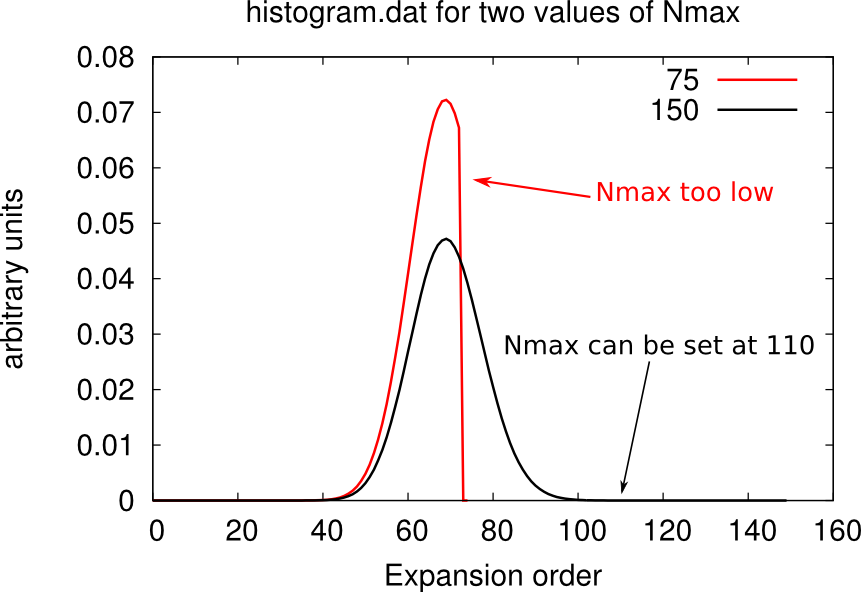 histogram.dat for two values of Nmax
0.08
0.07
0.06
0.05
0.04
0.03
0.02
0.01
0
arbitrary units
75
150
Nmax too low
Nmax can be set at 110
0 20 40 60 80 100 120 140 160
Expansion order